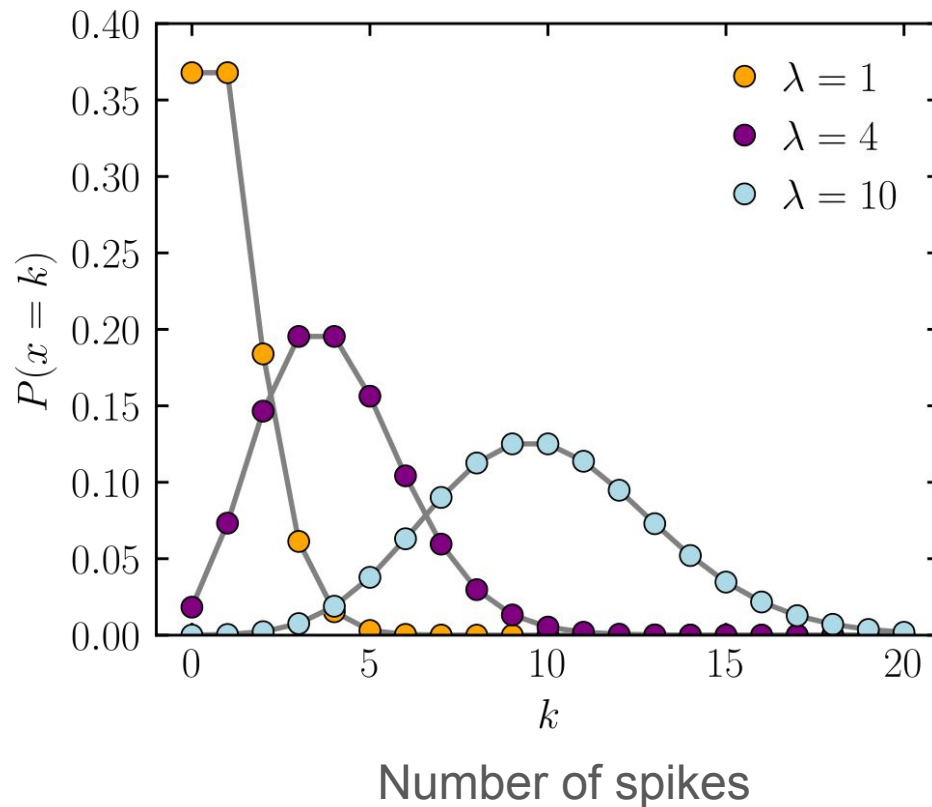 0.40
0.35
0.30
0.25
0.20
0.15
0.10
0.05
0.00
P(x = k)
λ = 1
λ = 4
λ = 10
0 5 10 15 20
k
Number of spikes